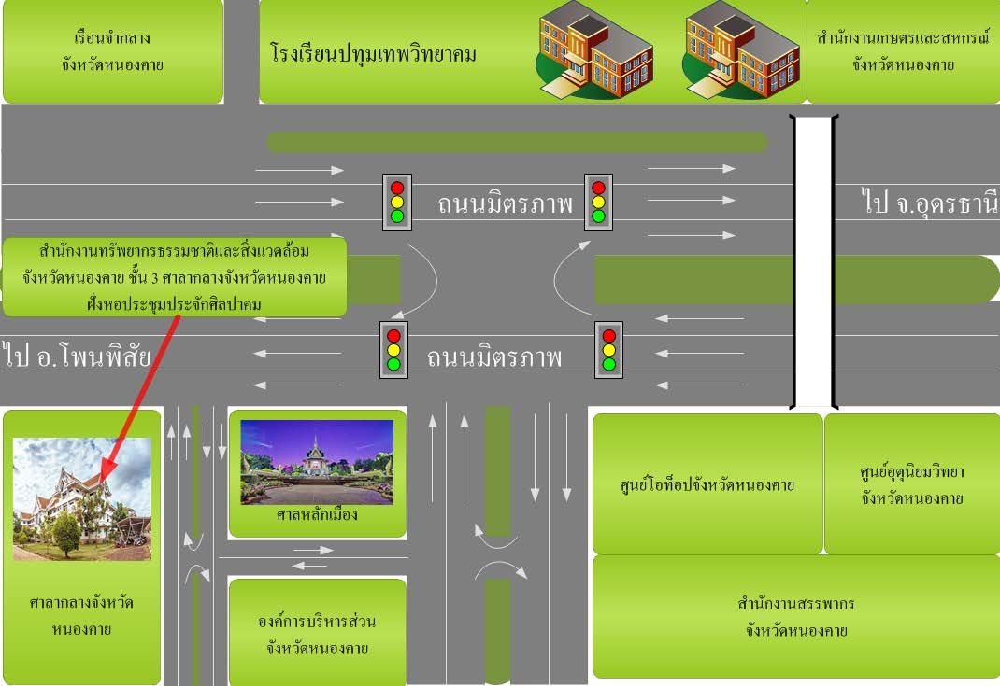 เรือนจำกลาง
จังหวัดหนองคาย
โรงเรียนปทุมเทพวิทยาคม
สำนักงานเกษตรและสหกรณ์
จังหวัดหนองคาย
ถนนมิตรภาพ
ไป จ.อุดรธานี
สำนักงานทรัพยากรธรรมชาติและสิ่งแวดล้อม
จังหวัดหนองคาย ชั้น 3 ศาลากลางจังหวัดหนองคาย
ฝั่งหอประชุมประจักศิลปาคม
ไป อ.โพนพิสัย
ถนนมิตรภาพ
ศาลหลักเมือง
ศูนย์โอท็อปจังหวัดหนองคาย
ศูนย์อุตุนิยมวิทยา
จังหวัดหนองคาย
ศาลากลางจังหวัด
หนองคาย
องค์การบริหารส่วน
จังหวัดหนองคาย
สำนักงานสรรพากร
จังหวัดหนองคาย